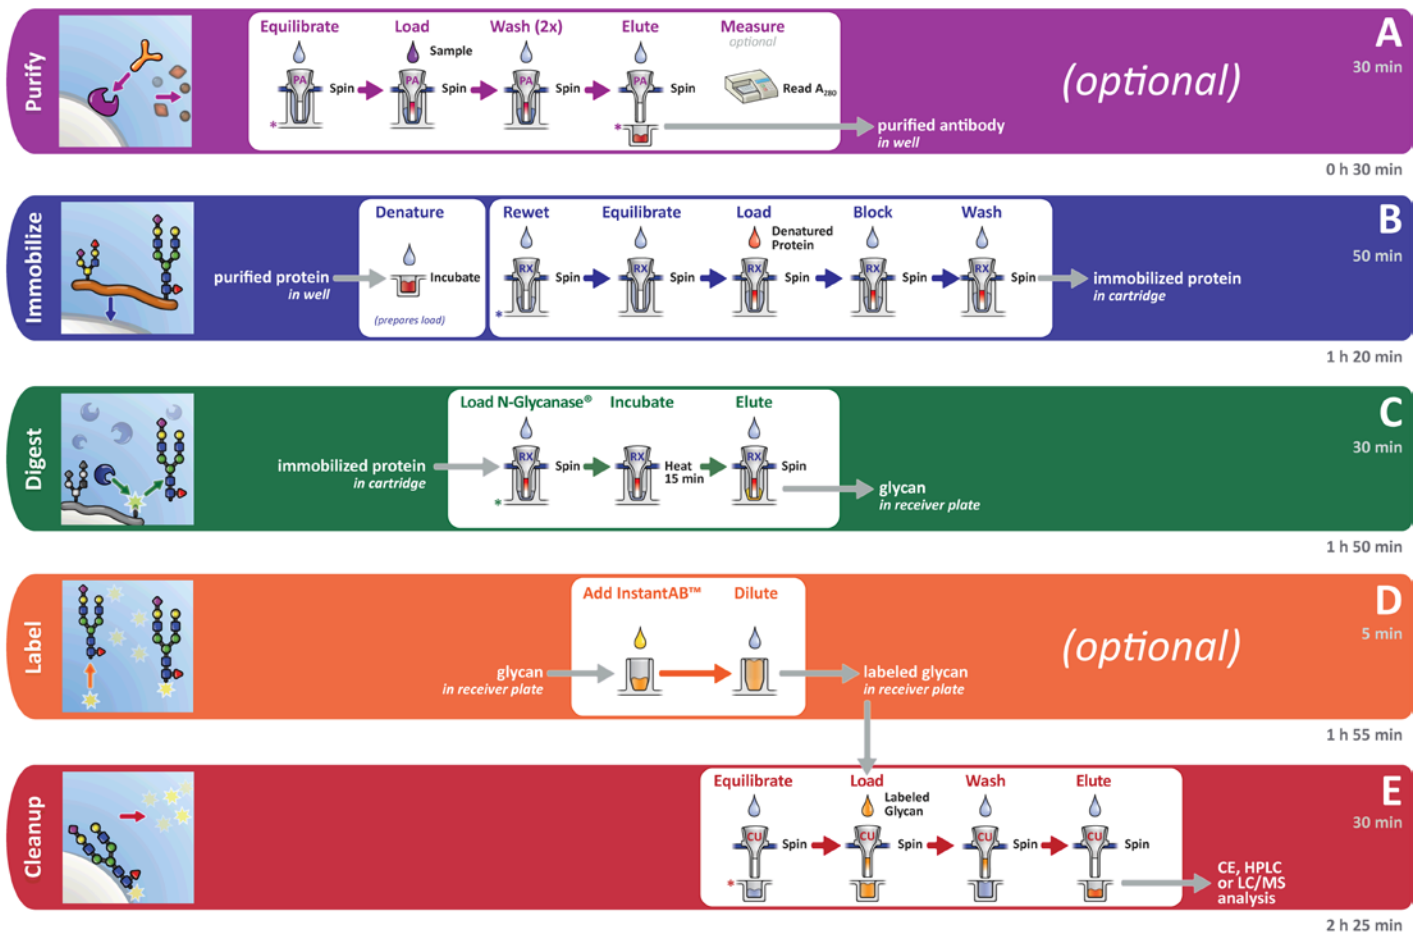 Purify
Equilibrate
Load
Wash (2x)
Elute
Measure
optional
Sample
PA
PA
PA
PA
Spin
Spin
Spin
Spin
Read A₂₈₀
*
*
purified antibody
in well
(optional)
A
30 min
0 h 30 min
Immobilize
Denature
Rewet
Equilibrate
Load
Block
Wash
Denatured
Protein
purified protein
in well
Incubate
(prepares load)
RX
RX
RX
RX
RX
Spin
Spin
Spin
Spin
Spin
*
immobilized protein
in cartridge
B
50 min
1 h 20 min
Digest
Load N-Glycanase®
Incubate
Elute
immobilized protein
in cartridge
RX
RX
RX
Spin
Heat
15 min
Spin
*
glycan
in receiver plate
C
30 min
1 h 50 min
Label
Add InstantAB™
Dilute
glycan
in receiver plate
labeled glycan
in receiver plate
(optional)
D
5 min
1 h 55 min
Cleanup
Equilibrate
Load
Wash
Elute
Labeled
Glycan
CU
CU
CU
CU
Spin
Spin
Spin
Spin
*
CE, HPLC
or LC/MS
analysis
E
30 min
2 h 25 min